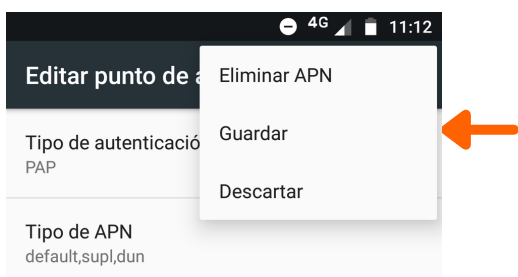 4G 11:12
Editar punto de
Eliminar APN
Guardar
Descartar
Tipo de autenticació
PAP
Tipo de APN
default,supl,dun